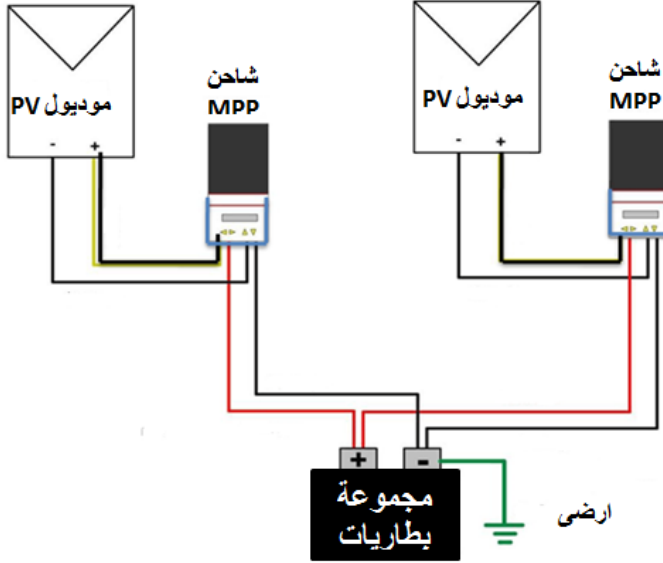 شاحن
MPP
موديول PV
- +
شاحن
MPP
موديول PV
- +
+ -
مجموعة
بطاريات
ارضى